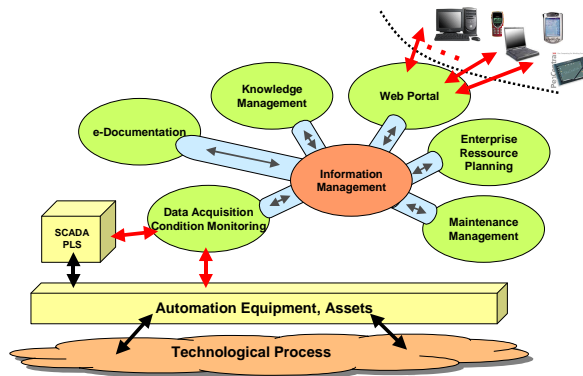 Knowledge
Management
Web Portal
e-Documentation
Enterprise
Ressource
Planning
Information
Management
Data Acquisition
Condition Monitoring
Maintenance
Management
SCADA
PLS
Automation Equipment, Assets
Technological Process